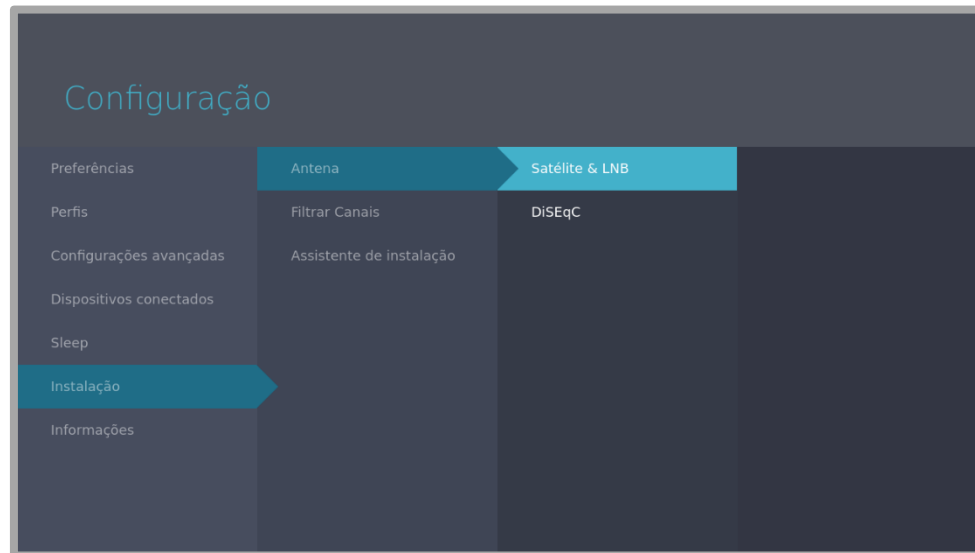 Configuração
Preferências
Perfis
Configurações avançadas
Dispositivos conectados
Sleep
Instalação
Informações
Antena
Filtrar Canais
Assistente de instalação
Satélite & LNB
DiSEqC